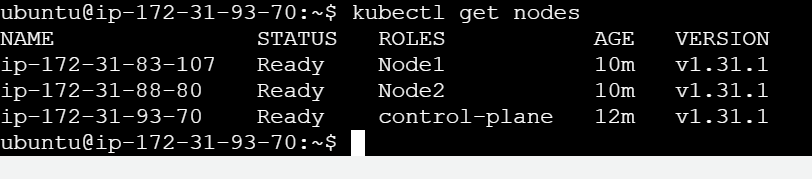 ubuntu@ip-172-31-93-70:~$ kubectl get nodes
NAME STATUS ROLES AGE VERSION
ip-172-31-83-107 Ready Node1 10m v1.31.1
ip-172-31-88-80 Ready Node2 10m v1.31.1
ip-172-31-93-70 Ready control-plane 12m v1.31.1
ubuntu@ip-172-31-93-70:~$